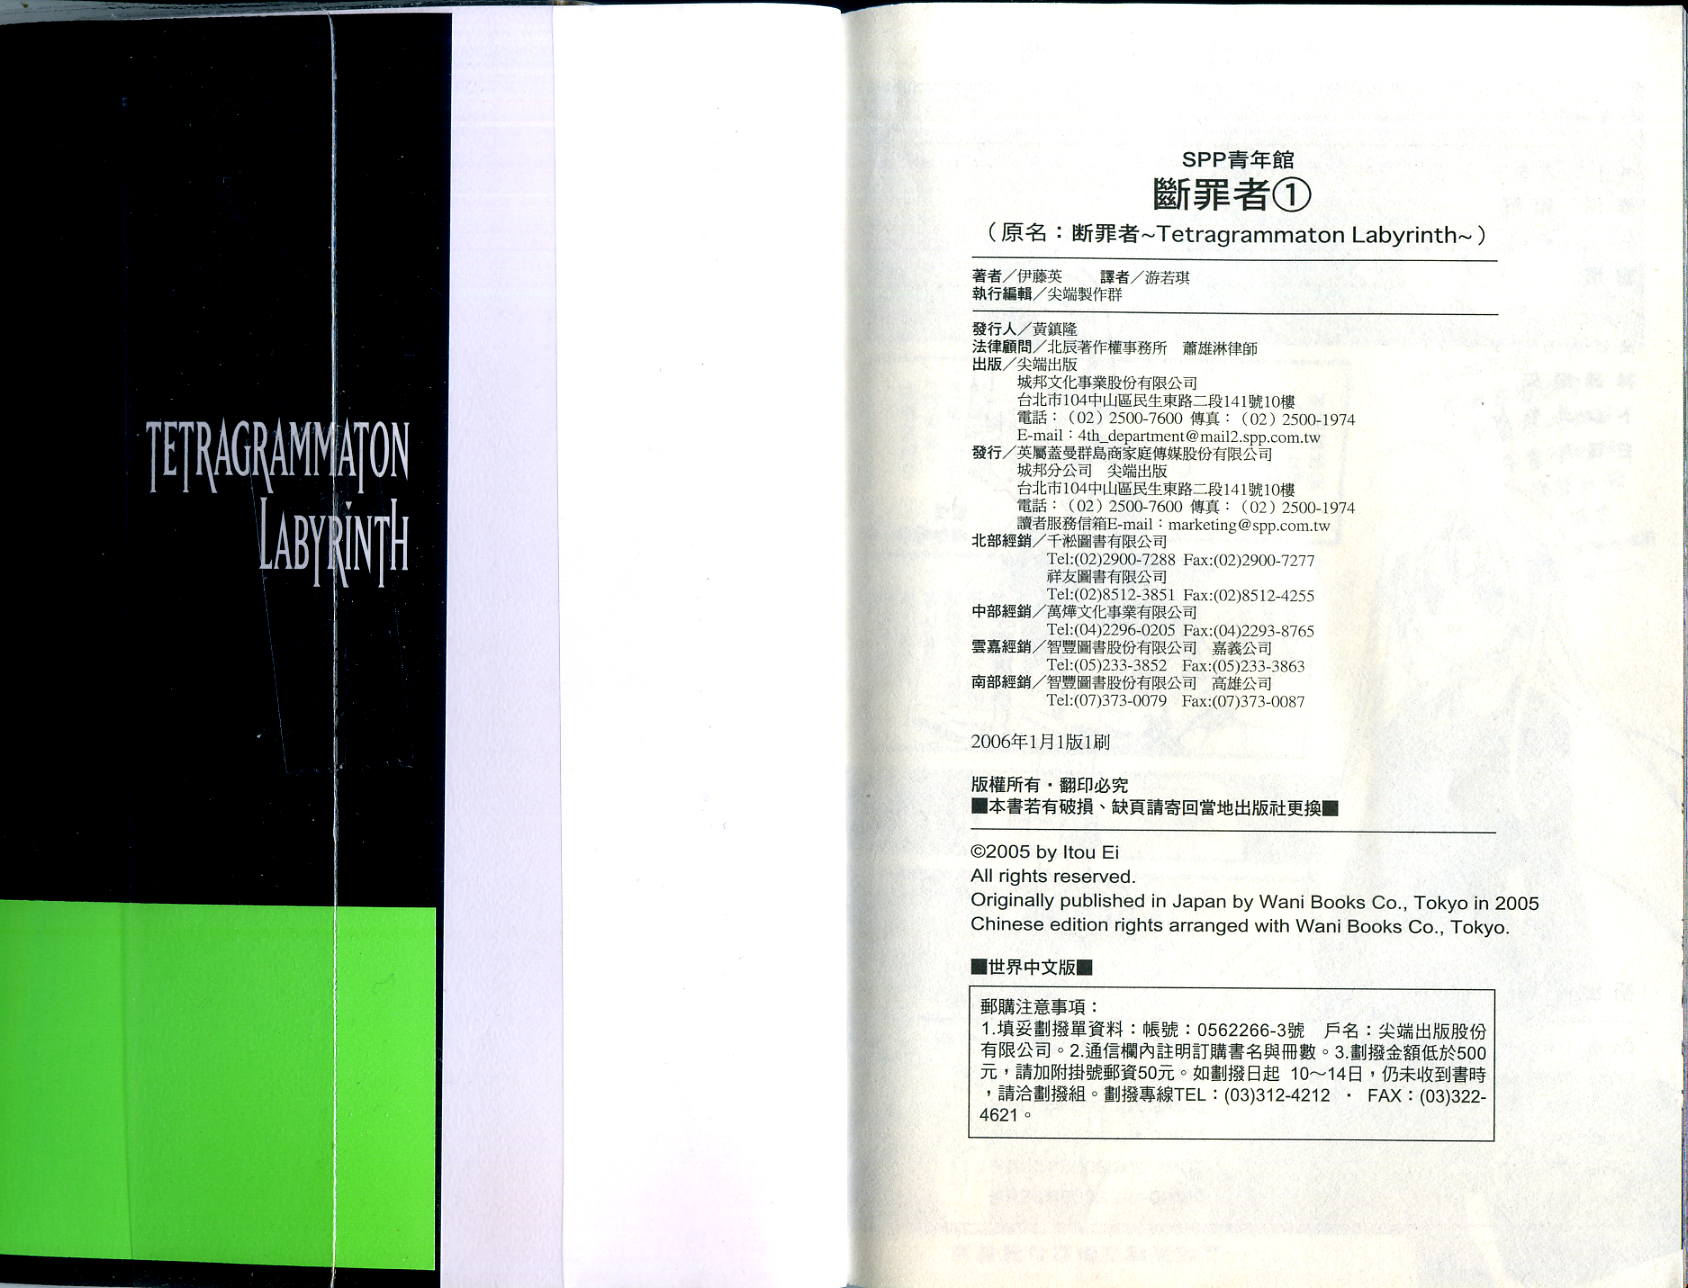 TETRAGRAMMATON
LABYRINTH
SPP青年館
斷罪者①
（原名：断罪者~Tetragrammaton Labyrinth~）
著者／伊藤英　譯者／游若琪
執行編輯／尖端製作群
發行人／黃鎮隆
法律顧問／北辰著作權事務所　蕭雄淋律師
出版／尖端出版
城邦文化事業股份有限公司
台北市104中山區民生東路二段141號10樓
電話：（02）2500-7600 傳真：（02）2500-1974
E-mail：4th_department@mail2.spp.com.tw
發行／英屬蓋曼群島商家庭傳媒股份有限公司
城邦分公司　尖端出版
台北市104中山區民生東路二段141號10樓
電話：（02）2500-7600 傳真：（02）2500-1974
讀者服務信箱E-mail：marketing@spp.com.tw
北部經銷／千淞圖書有限公司
Tel:(02)2900-7288 Fax:(02)2900-7277
祥友圖書有限公司
Tel:(02)8512-3851 Fax:(02)8512-4255
中部經銷／萬燁文化事業有限公司
Tel:(04)2296-0205 Fax:(04)2293-8765
雲嘉經銷／智豐圖書股份有限公司　嘉義公司
Tel:(05)233-3852 Fax:(05)233-3863
南部經銷／智豐圖書股份有限公司　高雄公司
Tel:(07)373-0079 Fax:(07)373-0087
2006年1月1版1刷
版權所有・翻印必究
■本書若有破損、缺頁請寄回當地出版社更換■
©2005 by Itou Ei
All rights reserved.
Originally published in Japan by Wani Books Co., Tokyo in 2005
Chinese edition rights arranged with Wani Books Co., Tokyo.
■世界中文版■
郵購注意事項：
1.填妥劃撥單資料：帳號：0562266-3號　戶名：尖端出版股份
有限公司。2.通信欄內註明訂購書名與冊數。3.劃撥金額低於500
元，請加附掛號郵資50元。如劃撥日起 10～14日，仍未收到書時
，請洽劃撥組。劃撥專線TEL：(03)312-4212 ・ FAX：(03)322-
4621。